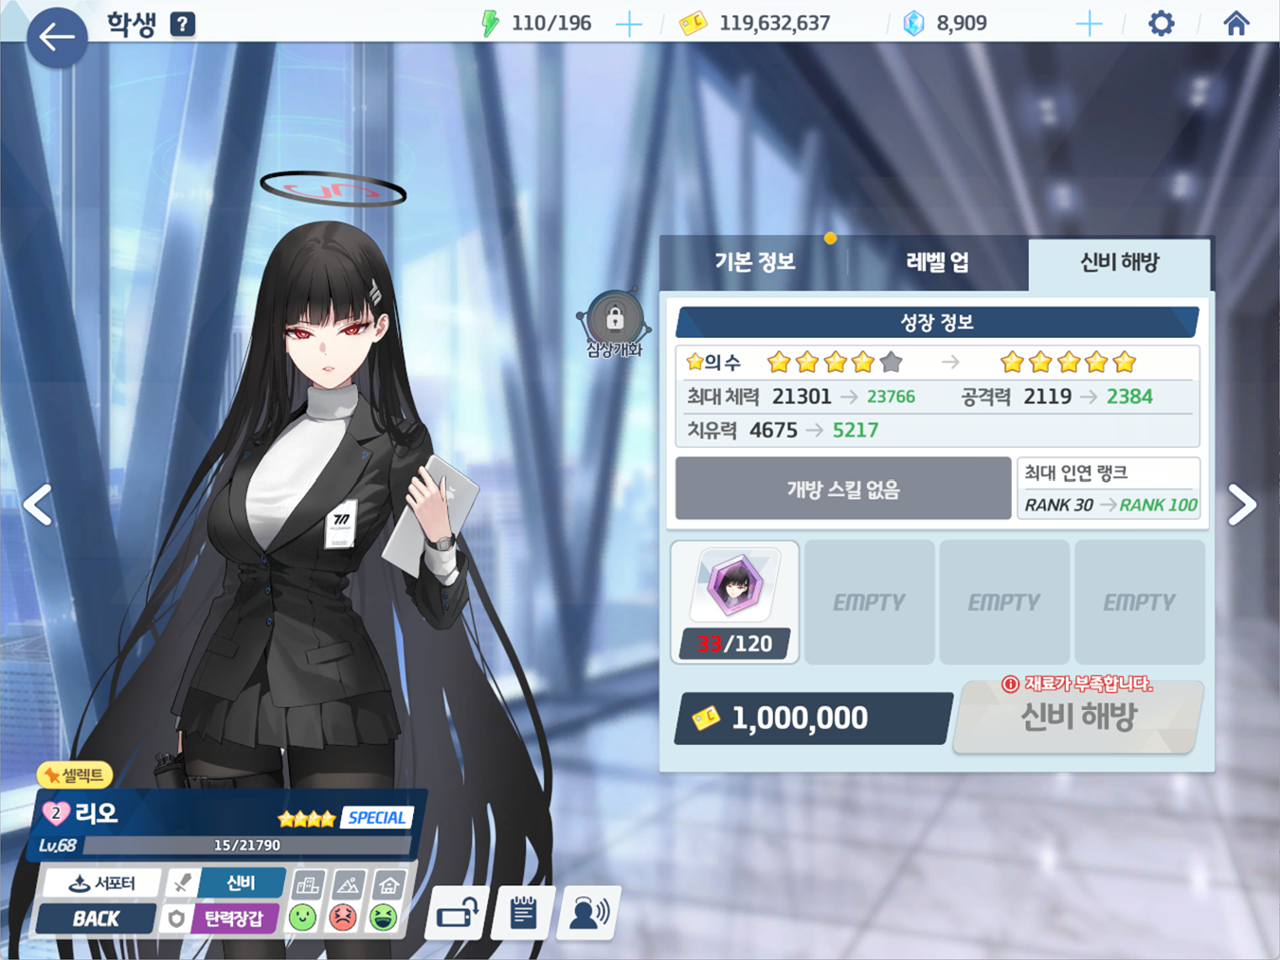 학생 ?
110/196
119,632,637
8,909
기본 정보
레벨 업
신비 해방
심상개화
성장 정보
의 수
최대 체력 21301 → 23766
공격력 2119 → 2384
치유력 4675 → 5217
개방 스킬 없음
최대 인연 랭크
RANK 30 → RANK 100
33/120
EMPTY
EMPTY
EMPTY
1,000,000
재료가 부족합니다.
신비 해방
셀렉트
2 리오
SPECIAL
Lv.68
15/21790
서포터
신비
BACK
탄력장갑